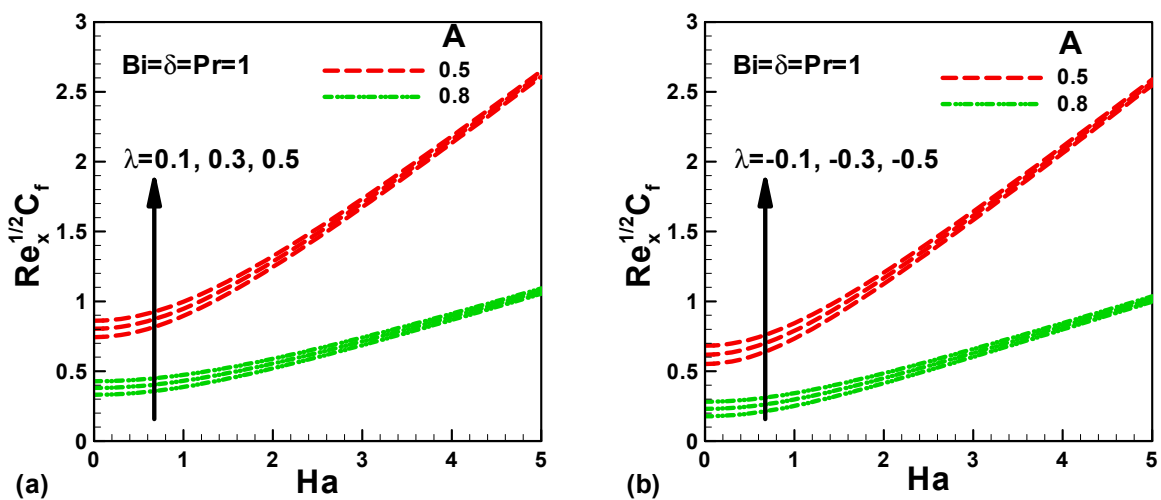 3
2.5
2
1.5
1
0.5
0
Re_x^{1/2}C_f
Bi=δ=Pr=1
A
0.5
0.8
λ=0.1, 0.3, 0.5
0 1 2 3 4 5
Ha
(a)
3
2.5
2
1.5
1
0.5
0
Re_x^{1/2}C_f
Bi=δ=Pr=1
A
0.5
0.8
λ=-0.1, -0.3, -0.5
0 1 2 3 4 5
Ha
(b)